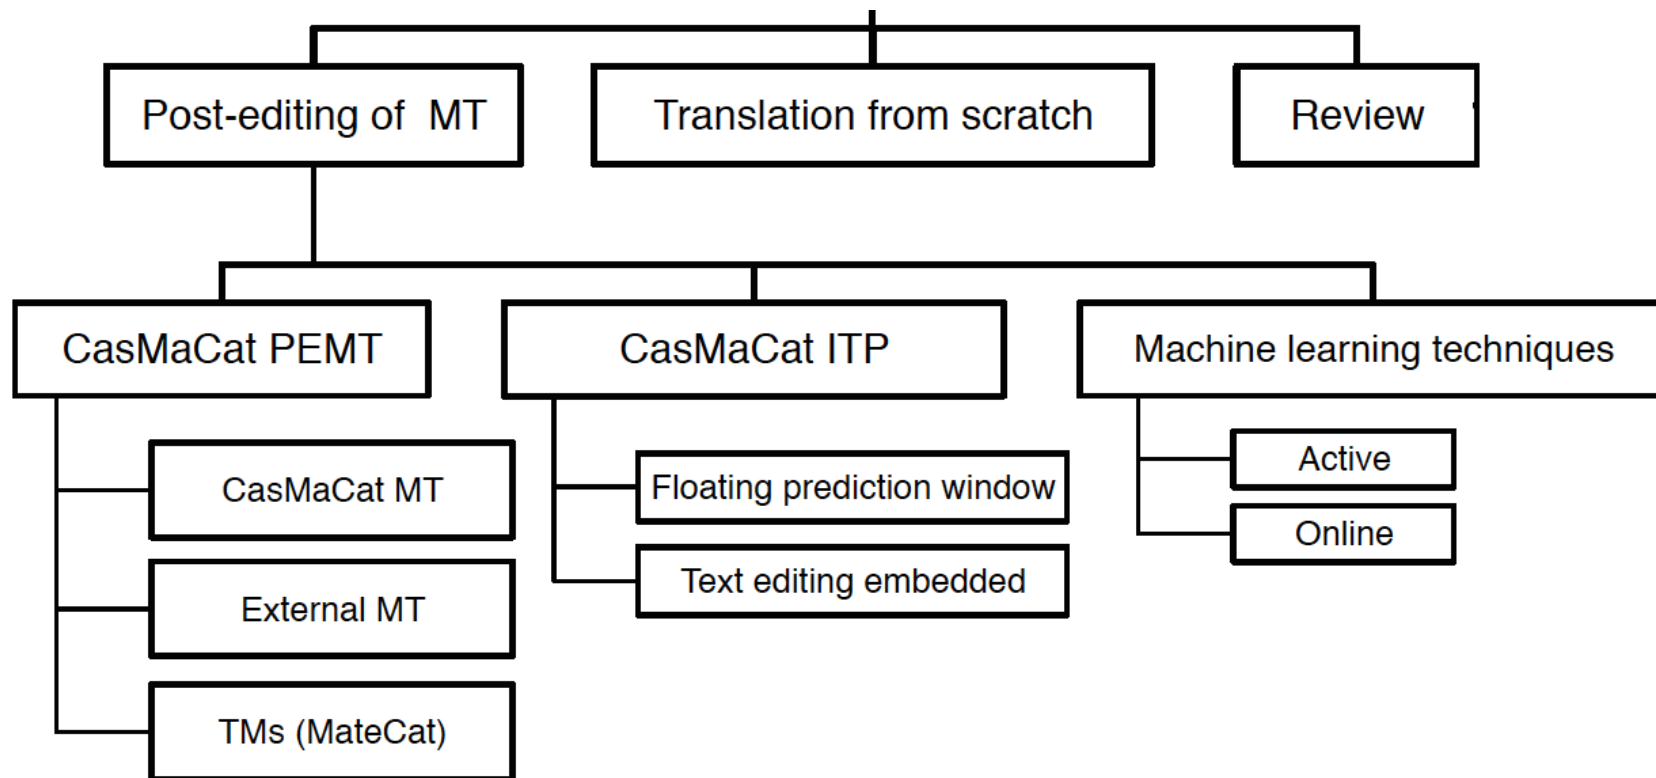 Post-editing of MT
Translation from scratch
Review
CasMaCat PEMT
CasMaCat ITP
Machine learning techniques
CasMaCat MT
External MT
TMs (MateCat)
Floating prediction window
Text editing embedded
Active
Online